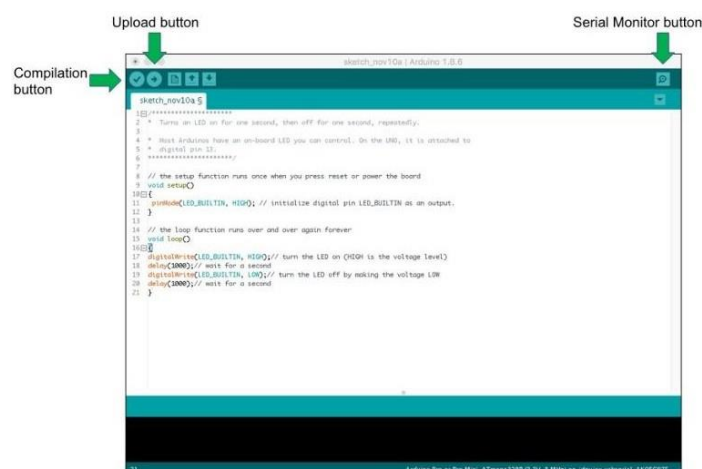 Upload button
Serial Monitor button
sketch_nov10a | Arduino 1.8.6
Compilation
button
sketch_nov10a §
1 /********************
2 * Turns an LED on for one second, then off for one second, repeatedly.
3
4 * Most Arduinos have an on-board LED you can control. On the UNO, it is attached to
5 * digital pin 13.
6 *********************/
7
8 // the setup function runs once when you press reset or power the board
9 void setup()
10 {
11 pinMode(LED_BUILTIN, HIGH); // initialize digital pin LED_BUILTIN as an output.
12 }
13
14 // the loop function runs over and over again forever
15 void loop()
16 {
17 digitalWrite(LED_BUILTIN, HIGH);// turn the LED on (HIGH is the voltage level)
18 delay(1000);// wait for a second
19 digitalWrite(LED_BUILTIN, LOW);// turn the LED off by making the voltage LOW
20 delay(1000);// wait for a second
21 }
21